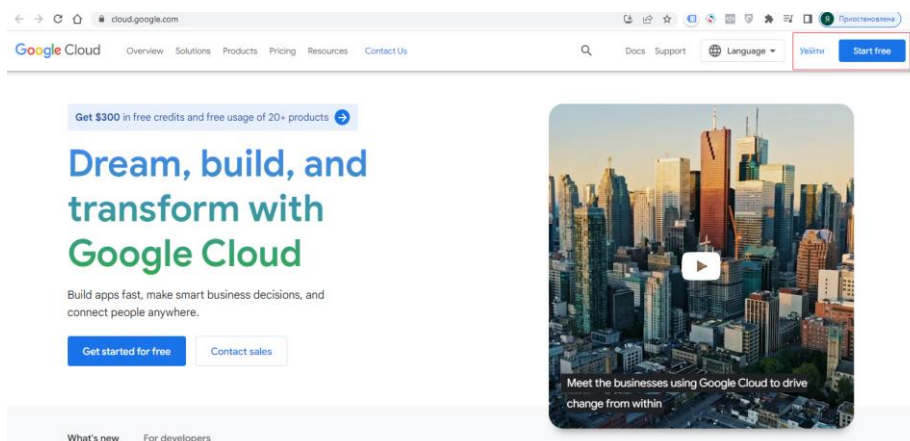 cloud.google.com
Я Приостановлена
Google Cloud Overview Solutions Products Pricing Resources Contact Us Docs Support Language Увійти Start free
Get $300 in free credits and free usage of 20+ products
Dream, build, and
transform with
Google Cloud
Build apps fast, make smart business decisions, and
connect people anywhere.
Get started for free Contact sales
Meet the businesses using Google Cloud to drive
change from within
What's new For developers